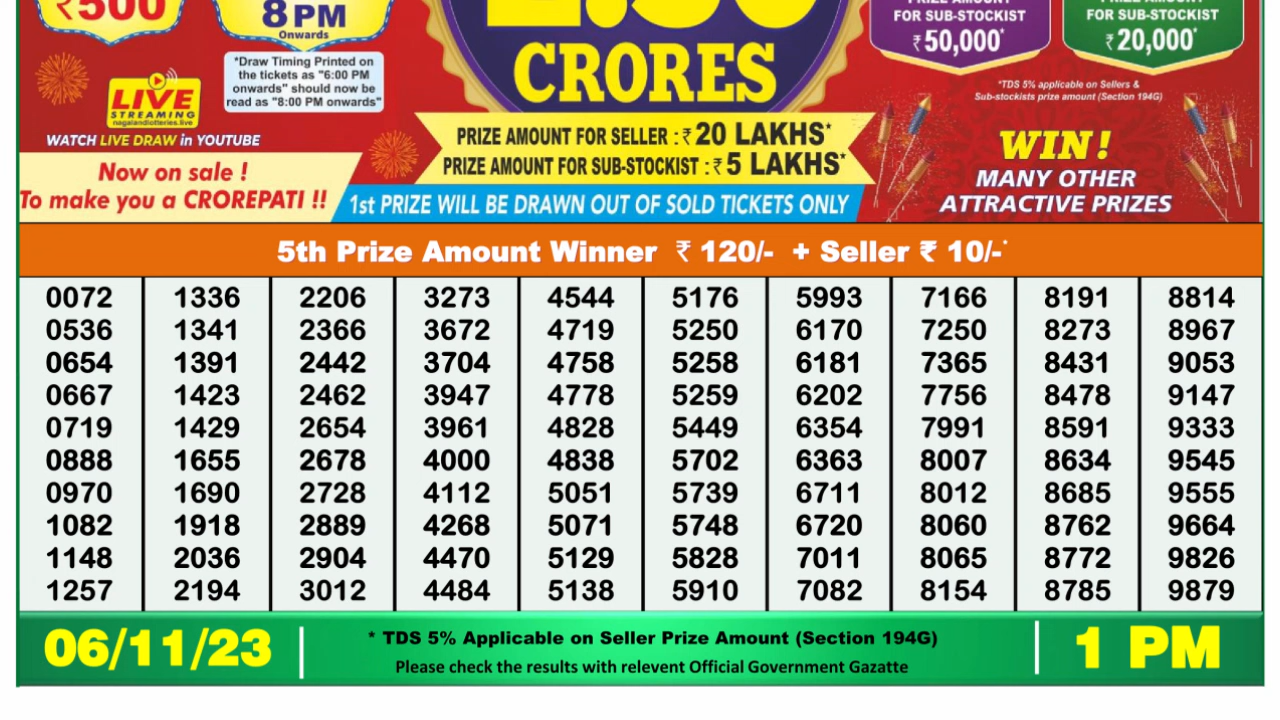 ₹500
8 PM
Onwards
*Draw Timing Printed on
the tickets as "6:00 PM
onwards" should now be
read as "8:00 PM onwards"
LIVE
STREAMING
nagalandlotteries.live
WATCH LIVE DRAW in YOUTUBE
Now on sale !
To make you a CROREPATI !!
CRORES
PRIZE AMOUNT FOR SELLER : ₹ 20 LAKHS*
PRIZE AMOUNT FOR SUB-STOCKIST : ₹ 5 LAKHS*
1st PRIZE WILL BE DRAWN OUT OF SOLD TICKETS ONLY
PRIZE AMOUNT
FOR SUB-STOCKIST
₹ 50,000*
PRIZE AMOUNT
FOR SUB-STOCKIST
₹ 20,000*
*TDS 5% applicable on Sellers &
Sub-stockists prize amount (Section 194G)
WIN !
MANY OTHER
ATTRACTIVE PRIZES
5th Prize Amount Winner ₹ 120/- + Seller ₹ 10/-*
0072 1336 2206 3273 4544 5176 5993 7166 8191 8814
0536 1341 2366 3672 4719 5250 6170 7250 8273 8967
0654 1391 2442 3704 4758 5258 6181 7365 8431 9053
0667 1423 2462 3947 4778 5259 6202 7756 8478 9147
0719 1429 2654 3961 4828 5449 6354 7991 8591 9333
0888 1655 2678 4000 4838 5702 6363 8007 8634 9545
0970 1690 2728 4112 5051 5739 6711 8012 8685 9555
1082 1918 2889 4268 5071 5748 6720 8060 8762 9664
1148 2036 2904 4470 5129 5828 7011 8065 8772 9826
1257 2194 3012 4484 5138 5910 7082 8154 8785 9879
06/11/23
* TDS 5% Applicable on Seller Prize Amount (Section 194G)
Please check the results with relevent Official Government Gazatte
1 PM